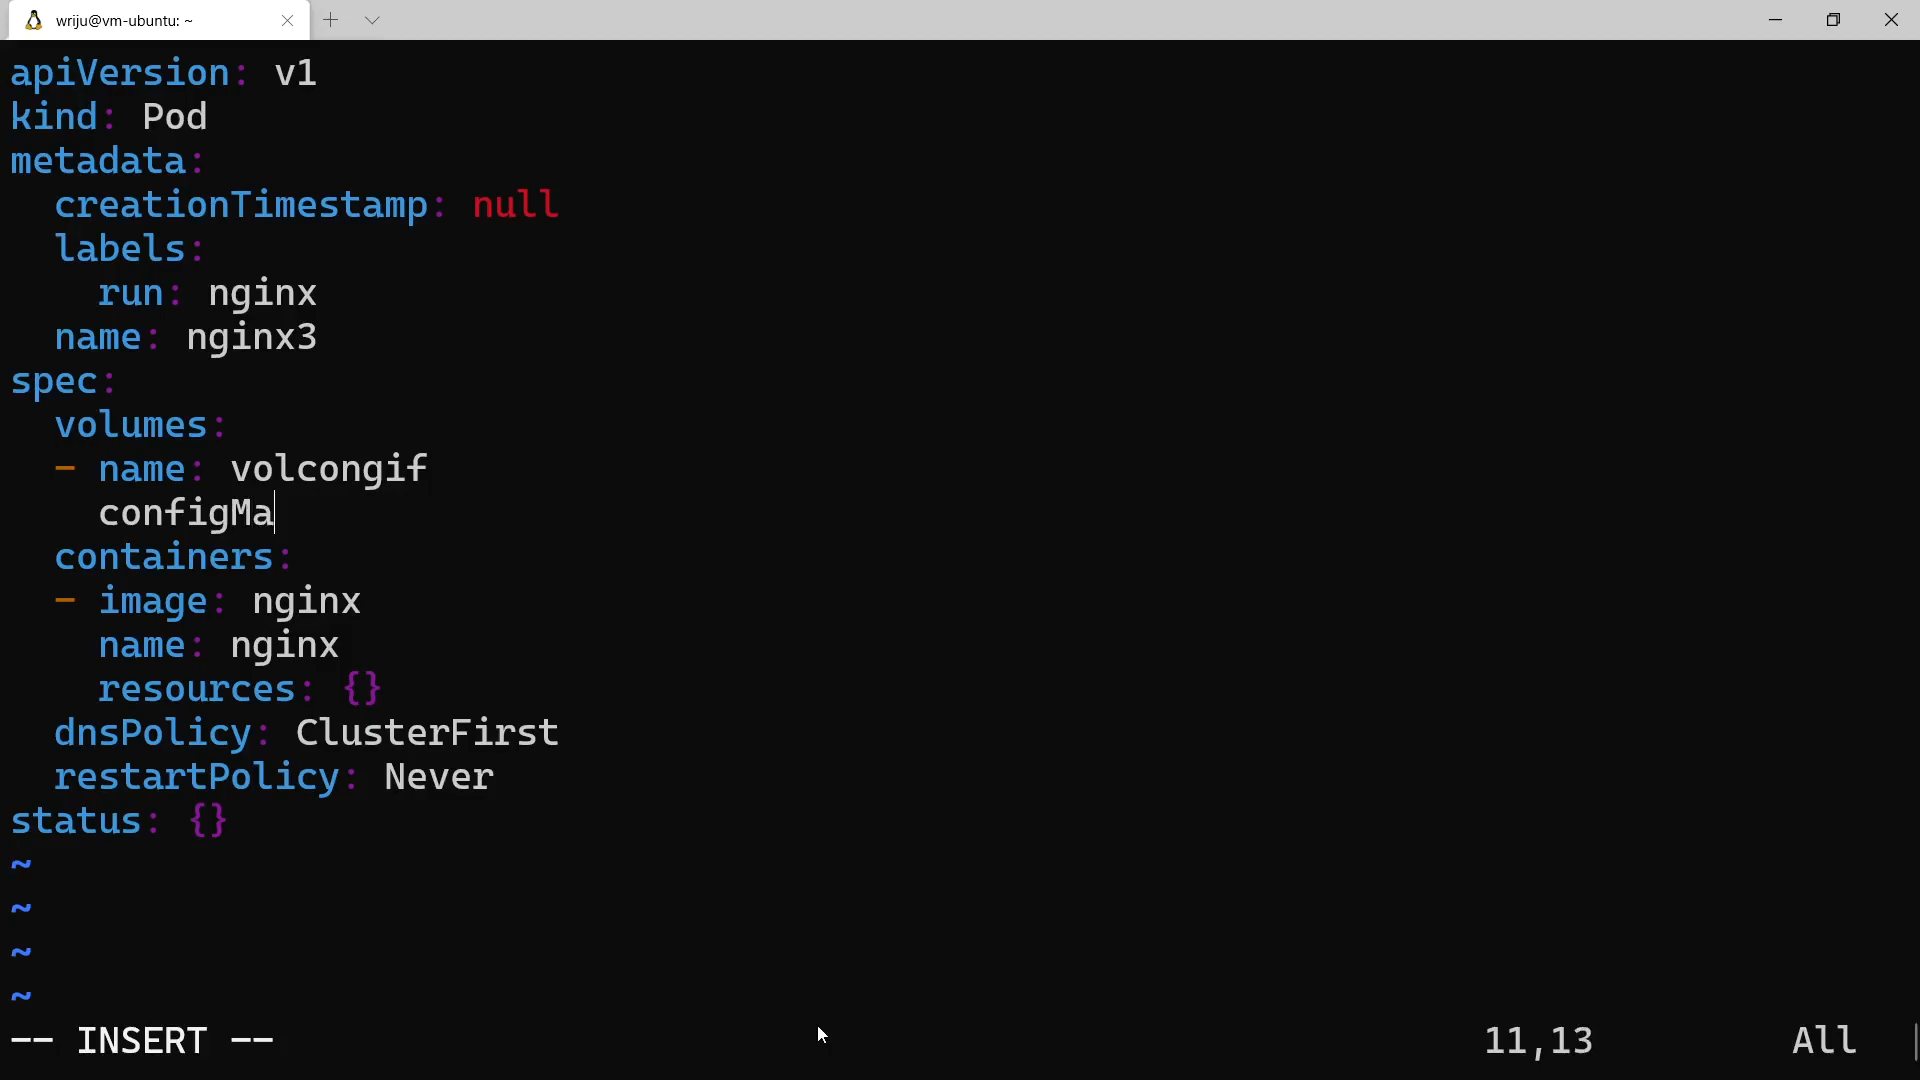 wriju@vm-ubuntu: ~
apiVersion: v1
kind: Pod
metadata:
  creationTimestamp: null
  labels:
    run: nginx
  name: nginx3
spec:
  volumes:
  - name: volcongif
    configMa
  containers:
  - image: nginx
    name: nginx
    resources: {}
  dnsPolicy: ClusterFirst
  restartPolicy: Never
status: {}
~
~
~
~
-- INSERT -- 11,13 All